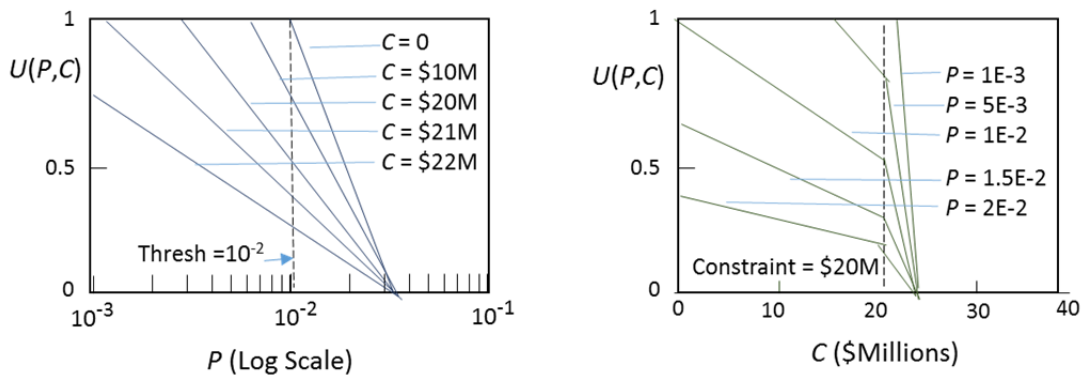 1
U(P,C)
C = 0
C = $10M
C = $20M
C = $21M
C = $22M
0.5
Thresh =10-2
0
10-3
10-2
10-1
P (Log Scale)
1
U(P,C)
P = 1E-3
P = 5E-3
P = 1E-2
P = 1.5E-2
P = 2E-2
0.5
Constraint = $20M
0
0
10
20
30
40
C ($Millions)